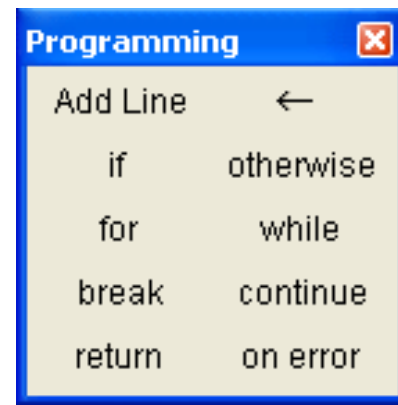 Programming
Add Line ←
if otherwise
for while
break continue
return on error